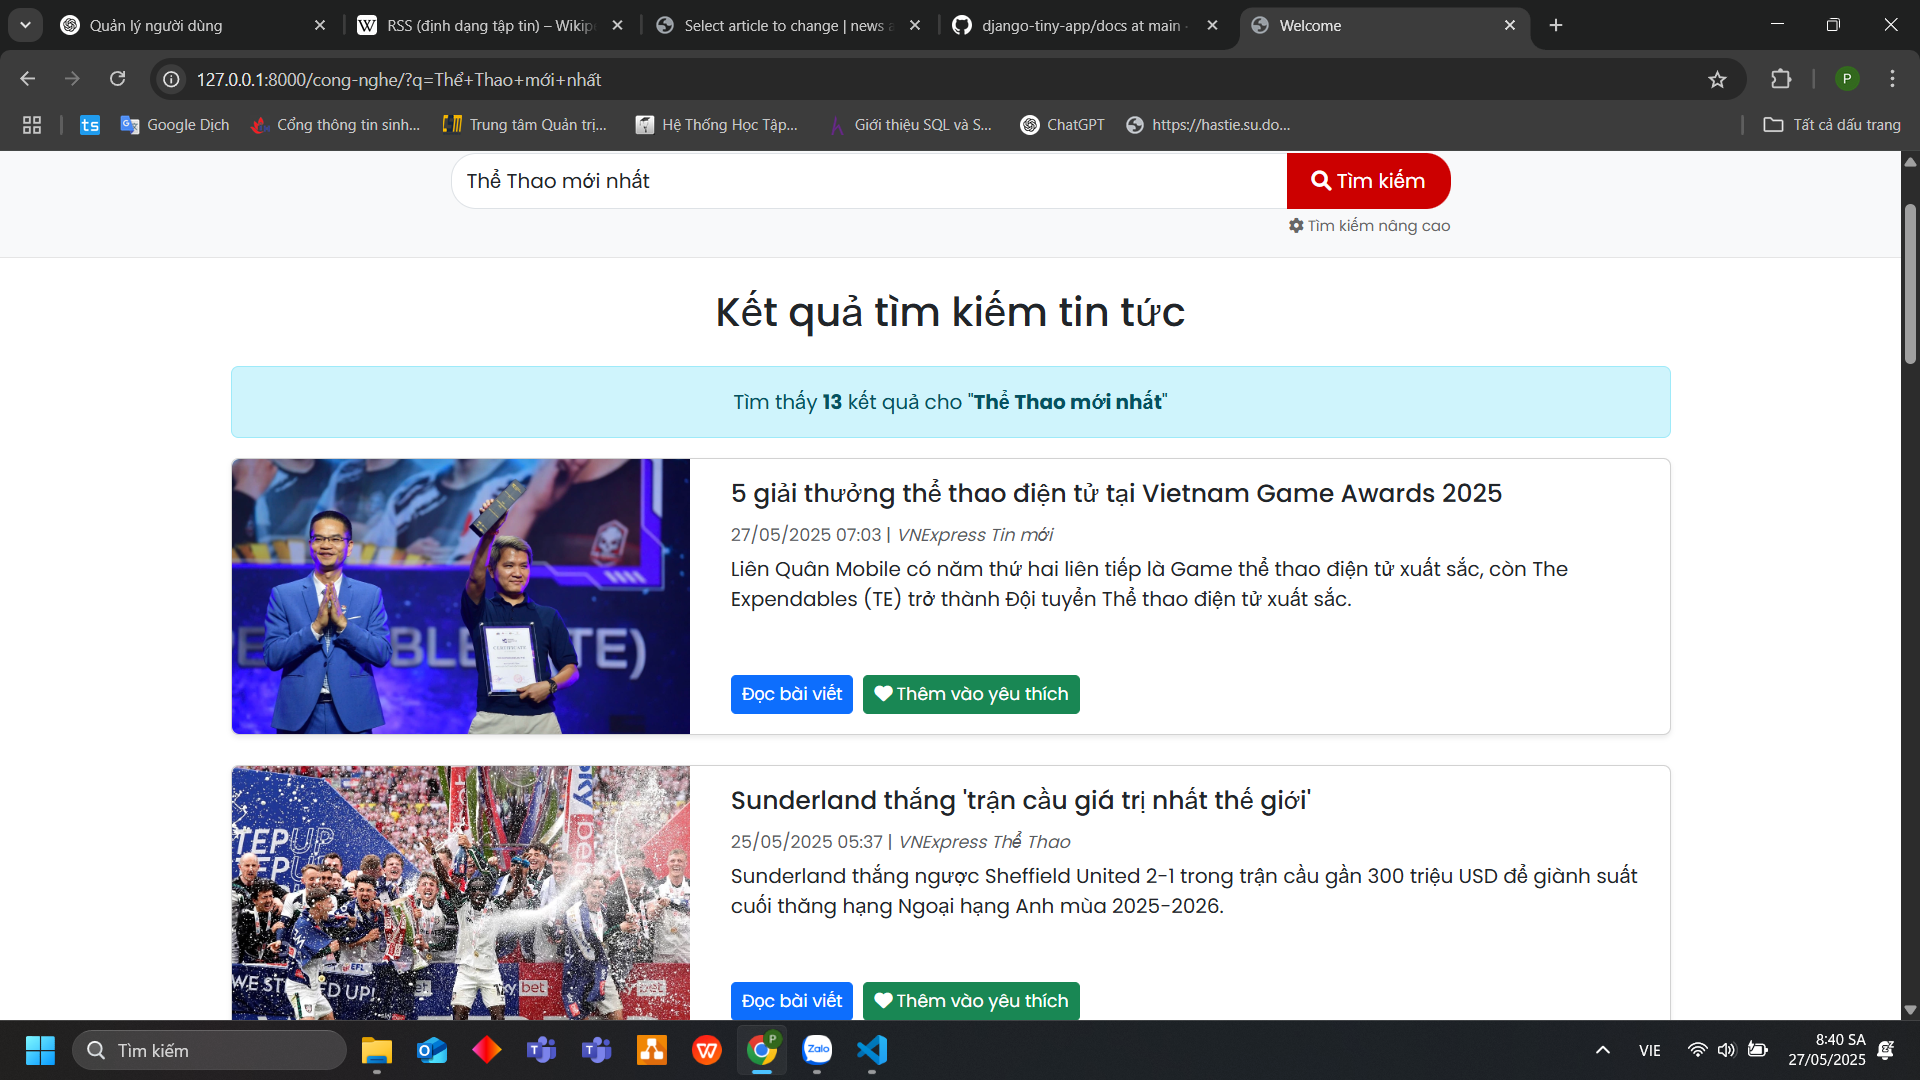 Quản lý người dùng
RSS (định dạng tập tin) – Wikip
Select article to change | news a
django-tiny-app/docs at main
Welcome
127.0.0.1:8000/cong-nghe/?q=Thể+Thao+mới+nhất
P
ts
Google Dịch
Cổng thông tin sinh...
Trung tâm Quản trị...
Hệ Thống Học Tập...
Giới thiệu SQL và S...
ChatGPT
https://hastie.su.do...
Tất cả dấu trang
Thể Thao mới nhất
Tìm kiếm
Tìm kiếm nâng cao
Kết quả tìm kiếm tin tức
Tìm thấy 13 kết quả cho "Thể Thao mới nhất"
5 giải thưởng thể thao điện tử tại Vietnam Game Awards 2025
27/05/2025 07:03 | VNExpress Tin mới
Liên Quân Mobile có năm thứ hai liên tiếp là Game thể thao điện tử xuất sắc, còn The
Expendables (TE) trở thành Đội tuyển Thể thao điện tử xuất sắc.
CERTIFICATE
Đọc bài viết
Thêm vào yêu thích
Sunderland thắng 'trận cầu giá trị nhất thế giới'
25/05/2025 05:37 | VNExpress Thể Thao
Sunderland thắng ngược Sheffield United 2-1 trong trận cầu gần 300 triệu USD để giành suất
cuối thăng hạng Ngoại hạng Anh mùa 2025-2026.
TEPUP
EFL
sky bet
Đọc bài viết
Thêm vào yêu thích
Tìm kiếm
Zalo
VIE
8:40 SA
27/05/2025